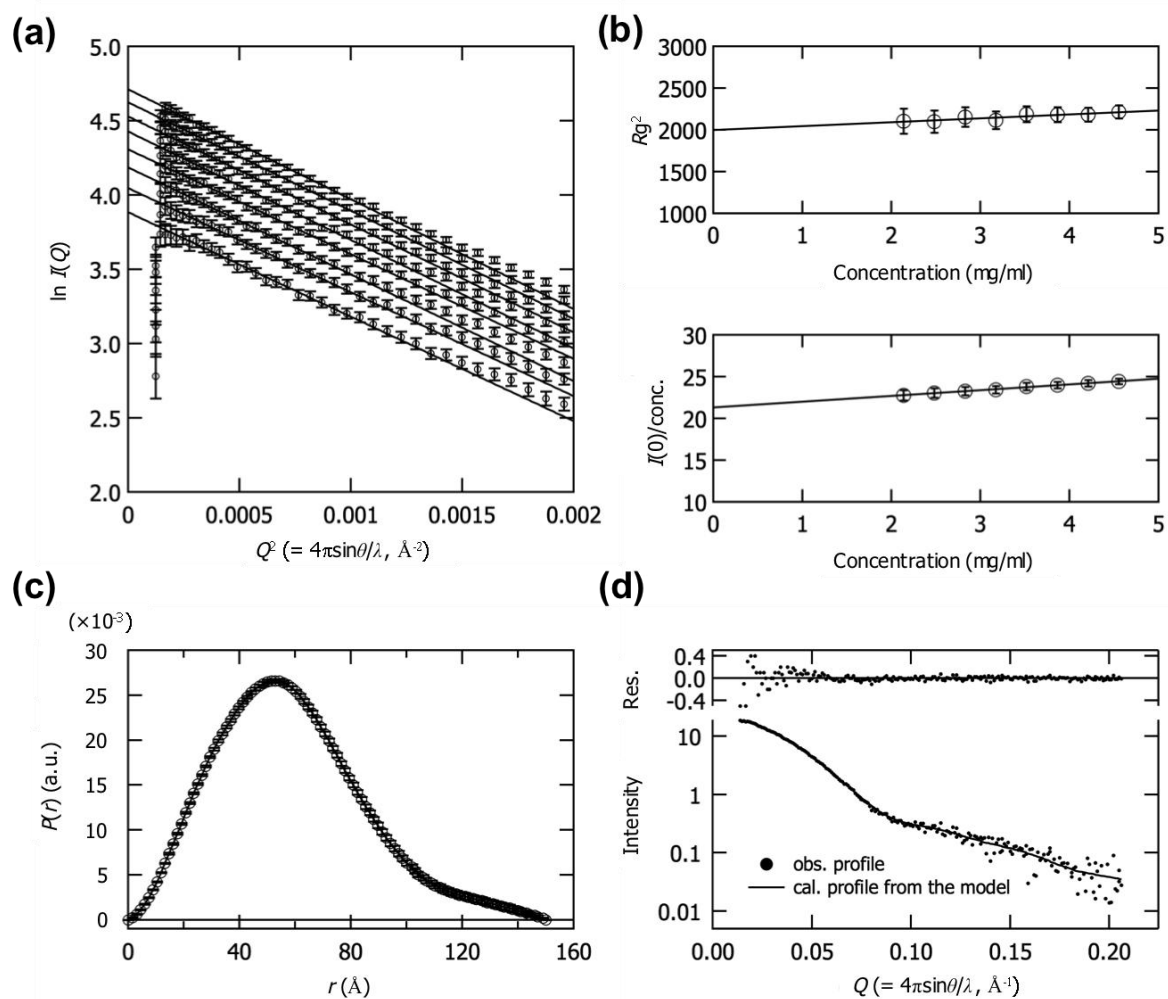 (a)
5.0
4.5
4.0
3.5
3.0
2.5
2.0
ln I(Q)
0 0.0005 0.001 0.0015 0.002
Q² (= 4πsinθ/λ, Å⁻²)
(b)
3000
2500
2000
1500
1000
Rg²
0 1 2 3 4 5
Concentration (mg/ml)
30
25
20
15
10
I(0)/conc.
0 1 2 3 4 5
Concentration (mg/ml)
(c)
(×10⁻³)
30
25
20
15
10
5
0
P(r) (a.u.)
0 40 80 120 160
r (Å)
(d)
0.4
-0.4
Res.
10
1
0.1
0.01
Intensity
obs. profile
cal. profile from the model
0.00 0.05 0.10 0.15 0.20
Q (= 4πsinθ/λ, Å⁻¹)